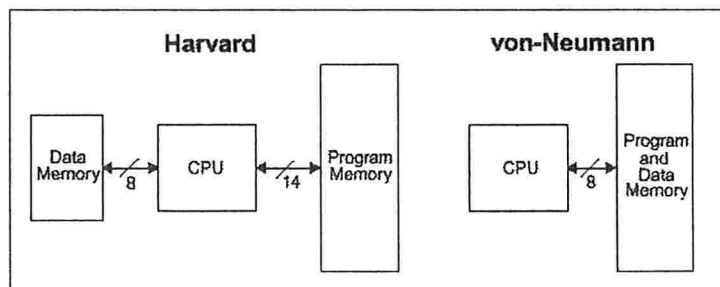 Harvard
von-Neumann
Data
Memory
8
CPU
14
Program
Memory
CPU
8
Program
and
Data
Memory